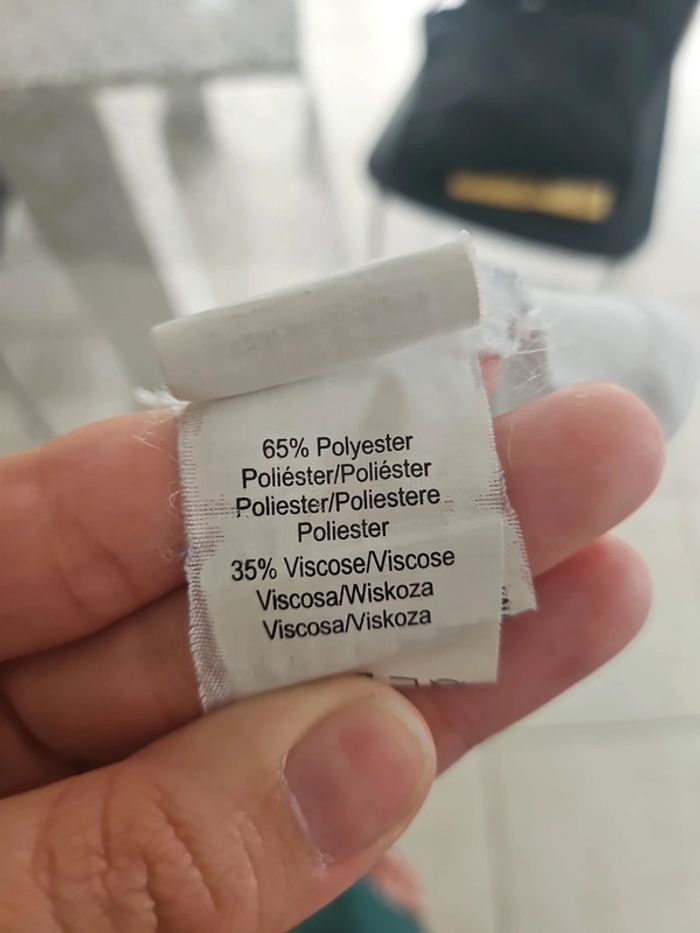 65% Polyester
Poliéster/Poliéster
Poliester/Poliestere
Poliester
35% Viscose/Viscose
Viscosa/Wiskoza
Viscosa/Viskoza